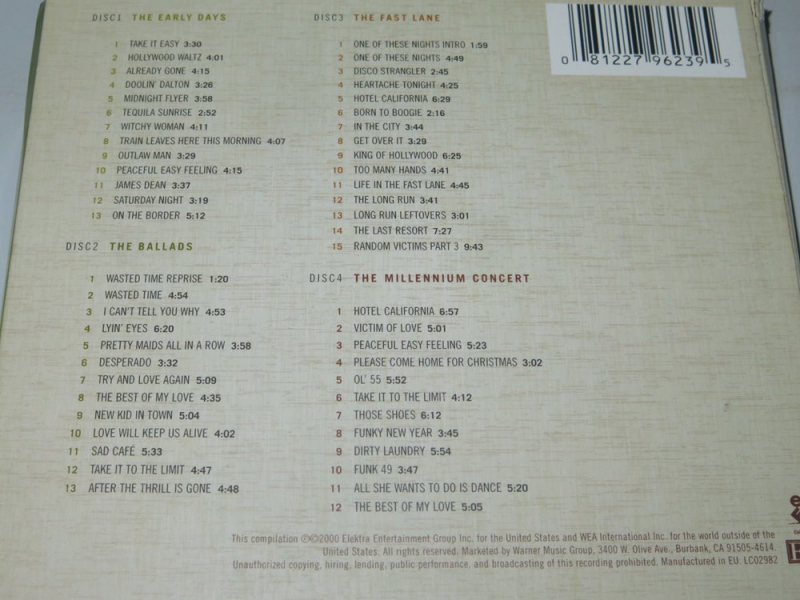 DISC1 THE EARLY DAYS
1 TAKE IT EASY 3:30
2 HOLLYWOOD WALTZ 4:01
3 ALREADY GONE 4:15
4 DOOLIN' DALTON 3:26
5 MIDNIGHT FLYER 3:58
6 TEQUILA SUNRISE 2:52
7 WITCHY WOMAN 4:11
8 TRAIN LEAVES HERE THIS MORNING 4:07
9 OUTLAW MAN 3:29
10 PEACEFUL EASY FEELING 4:15
11 JAMES DEAN 3:37
12 SATURDAY NIGHT 3:19
13 ON THE BORDER 5:12
DISC2 THE BALLADS
1 WASTED TIME REPRISE 1:20
2 WASTED TIME 4:54
3 I CAN'T TELL YOU WHY 4:53
4 LYIN' EYES 6:20
5 PRETTY MAIDS ALL IN A ROW 3:58
6 DESPERADO 3:32
7 TRY AND LOVE AGAIN 5:09
8 THE BEST OF MY LOVE 4:35
9 NEW KID IN TOWN 5:04
10 LOVE WILL KEEP US ALIVE 4:02
11 SAD CAFÉ 5:33
12 TAKE IT TO THE LIMIT 4:47
13 AFTER THE THRILL IS GONE 4:48
DISC3 THE FAST LANE
1 ONE OF THESE NIGHTS INTRO 1:59
2 ONE OF THESE NIGHTS 4:49
3 DISCO STRANGLER 2:45
4 HEARTACHE TONIGHT 4:25
5 HOTEL CALIFORNIA 6:29
6 BORN TO BOOGIE 2:16
7 IN THE CITY 3:44
8 GET OVER IT 3:29
9 KING OF HOLLYWOOD 6:25
10 TOO MANY HANDS 4:41
11 LIFE IN THE FAST LANE 4:45
12 THE LONG RUN 3:41
13 LONG RUN LEFTOVERS 3:01
14 THE LAST RESORT 7:27
15 RANDOM VICTIMS PART 3 9:43
DISC4 THE MILLENNIUM CONCERT
1 HOTEL CALIFORNIA 6:57
2 VICTIM OF LOVE 5:01
3 PEACEFUL EASY FEELING 5:23
4 PLEASE COME HOME FOR CHRISTMAS 3:02
5 OL' 55 5:52
6 TAKE IT TO THE LIMIT 4:12
7 THOSE SHOES 6:12
8 FUNKY NEW YEAR 3:45
9 DIRTY LAUNDRY 5:54
10 FUNK 49 3:47
11 ALL SHE WANTS TO DO IS DANCE 5:20
12 THE BEST OF MY LOVE 5:05
0 81227 96239 5
This compilation ℗©2000 Elektra Entertainment Group Inc. for the United States and WEA International Inc. for the world outside of the
United States. All rights reserved. Marketed by Warner Music Group, 3400 W. Olive Ave., Burbank, CA 91505-4614.
Unauthorized copying, hiring, lending, public performance, and broadcasting of this recording prohibited. Manufactured in EU. LC02982